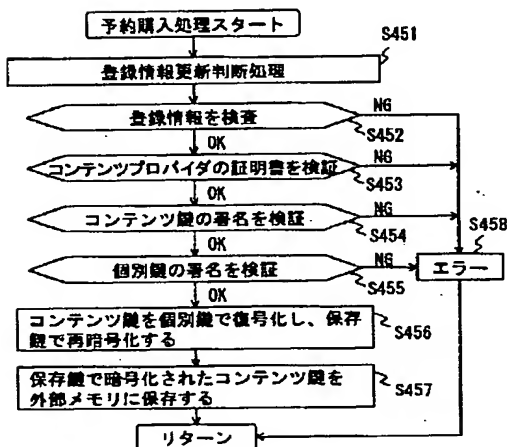 予約購入処理スタート
S451
登録情報更新判断処理
登録情報を検査
NG
S452
OK
コンテンツプロバイダの証明書を検証
NG
S453
OK
コンテンツ鍵の署名を検証
NG
S454
S458
OK
個別鍵の署名を検証
NG
エラー
S455
OK
コンテンツ鍵を個別鍵で復号化し、保存
鍵で再暗号化する
S456
保存鍵で暗号化されたコンテンツ鍵を
外部メモリに保存する
S457
リターン